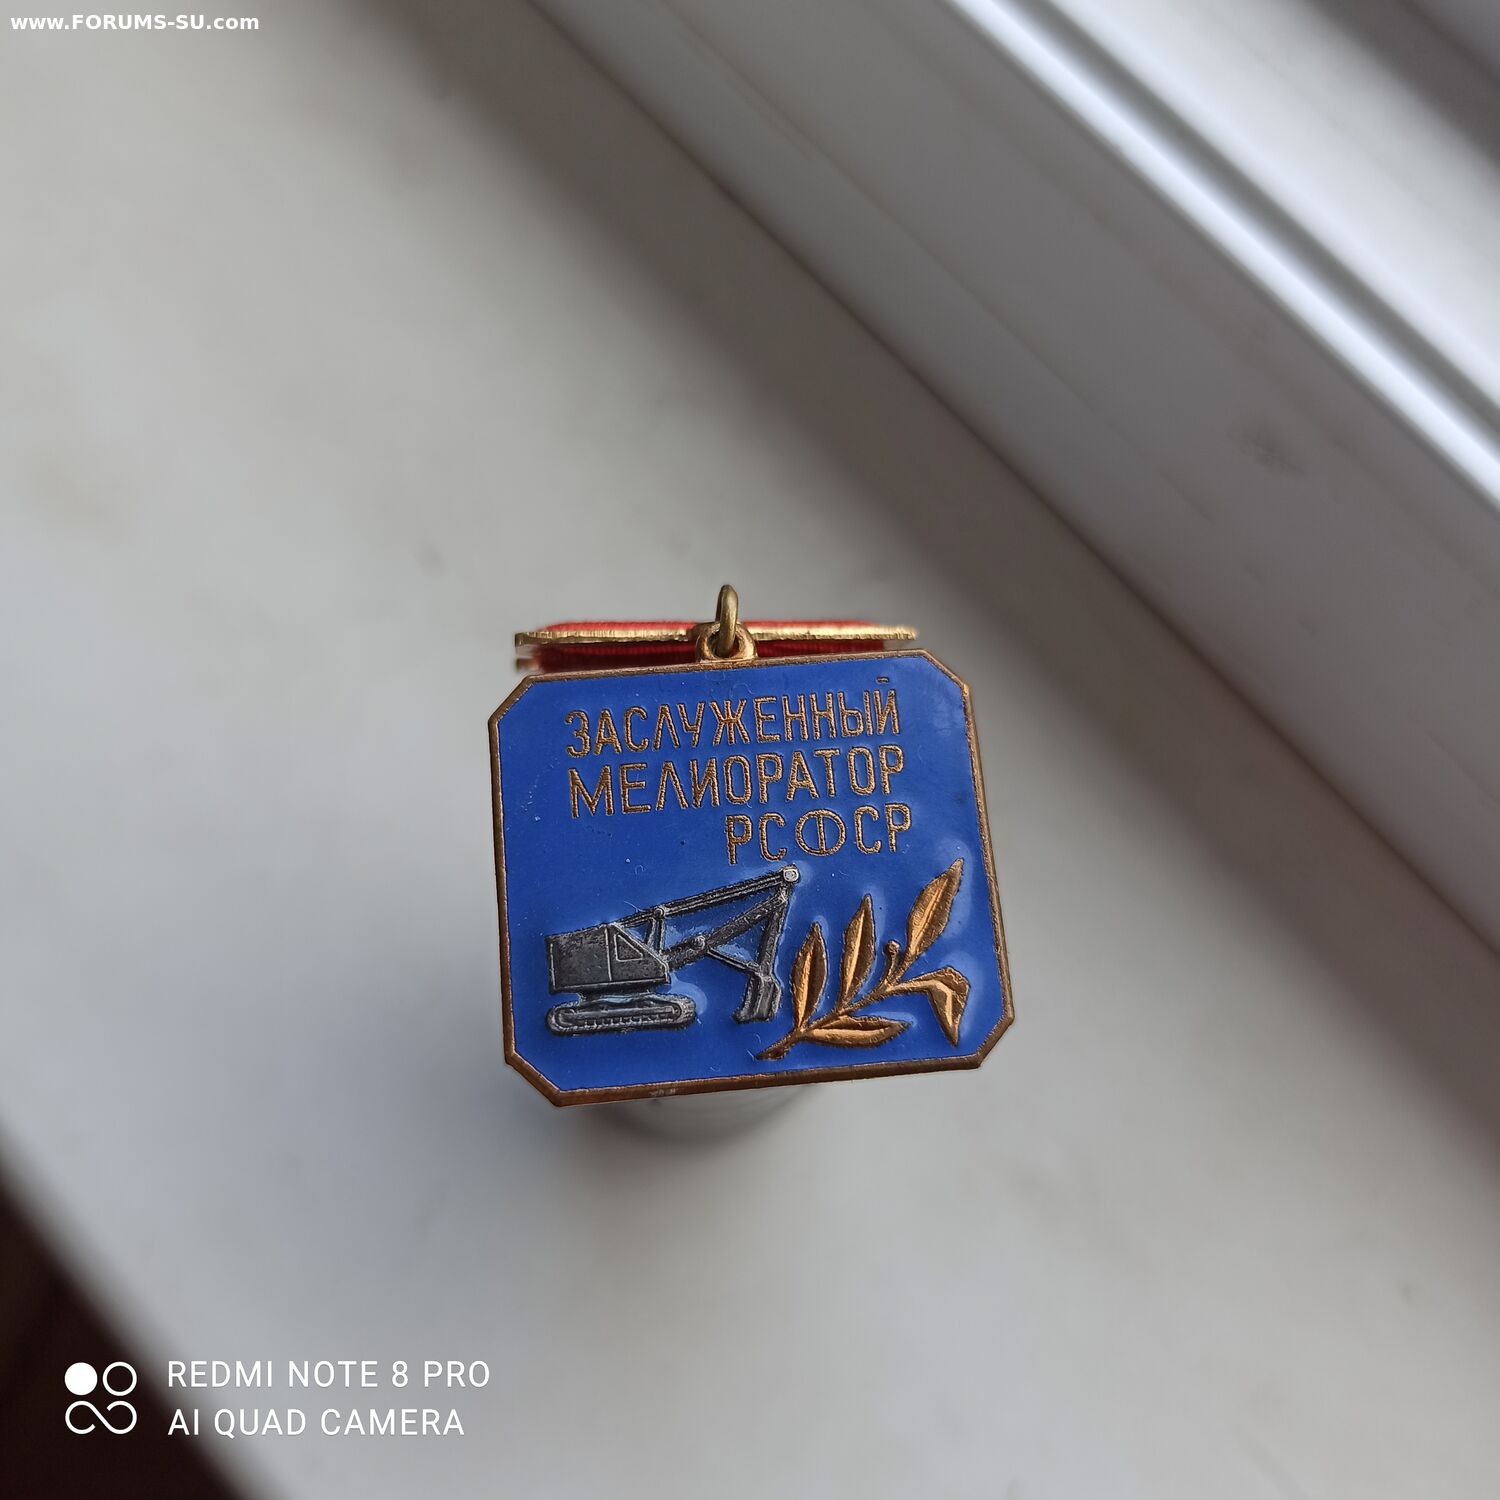 www.FORUMS-SU.com
ЗАСЛУЖЕННЫЙ
МЕЛИОРАТОР
РСФСР
REDMI NOTE 8 PRO
AI QUAD CAMERA